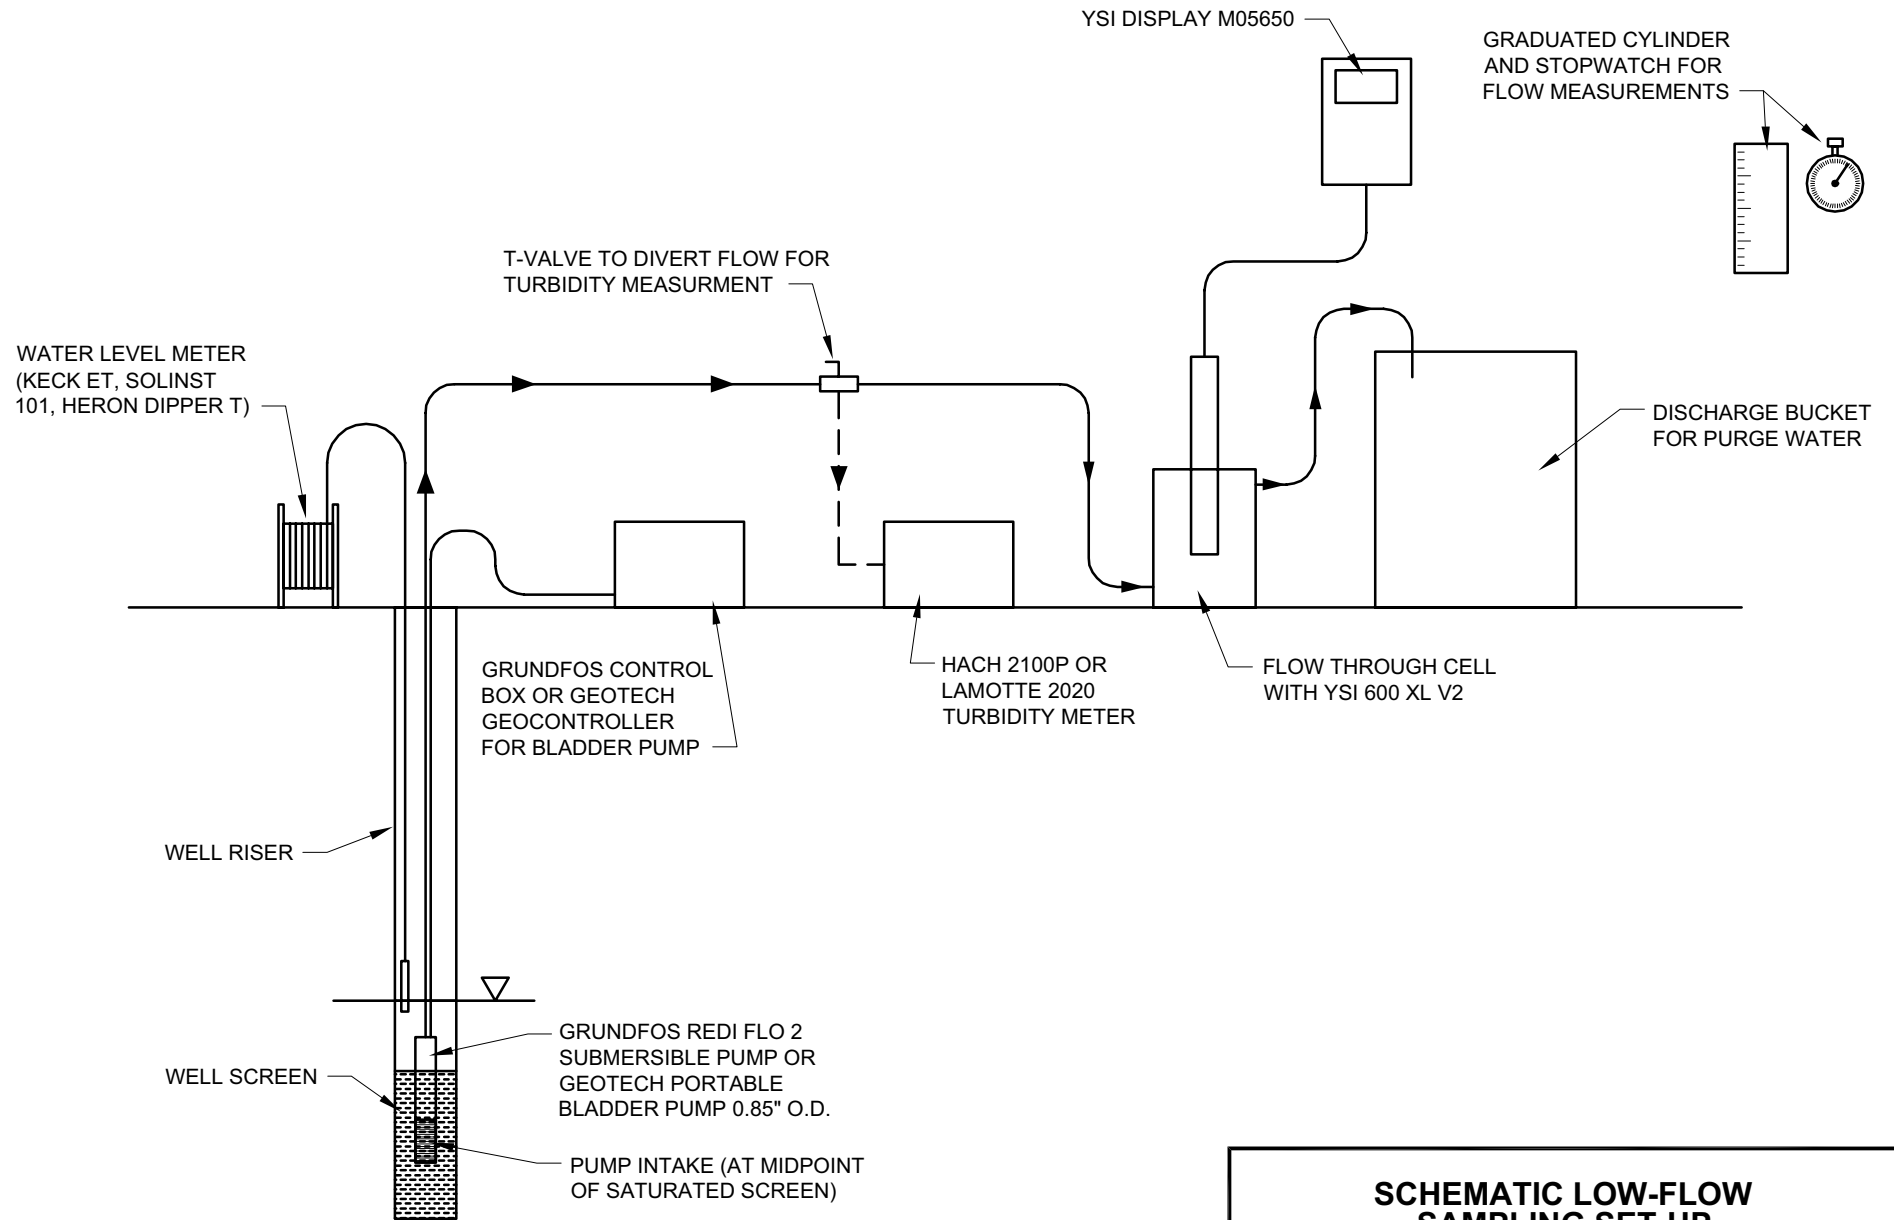 YSI DISPLAY M05650
GRADUATED CYLINDER
AND STOPWATCH FOR
FLOW MEASUREMENTS
T-VALVE TO DIVERT FLOW FOR
TURBIDITY MEASURMENT
WATER LEVEL METER
(KECK ET, SOLINST
101, HERON DIPPER T)
DISCHARGE BUCKET
FOR PURGE WATER
GRUNDFOS CONTROL
BOX OR GEOTECH
GEOCONTROLLER
FOR BLADDER PUMP
HACH 2100P OR
LAMOTTE 2020
TURBIDITY METER
FLOW THROUGH CELL
WITH YSI 600 XL V2
WELL RISER
GRUNDFOS REDI FLO 2
SUBMERSIBLE PUMP OR
GEOTECH PORTABLE
BLADDER PUMP 0.85" O.D.
WELL SCREEN
PUMP INTAKE (AT MIDPOINT
OF SATURATED SCREEN)
SCHEMATIC LOW-FLOW
SAMPLING SET-UP